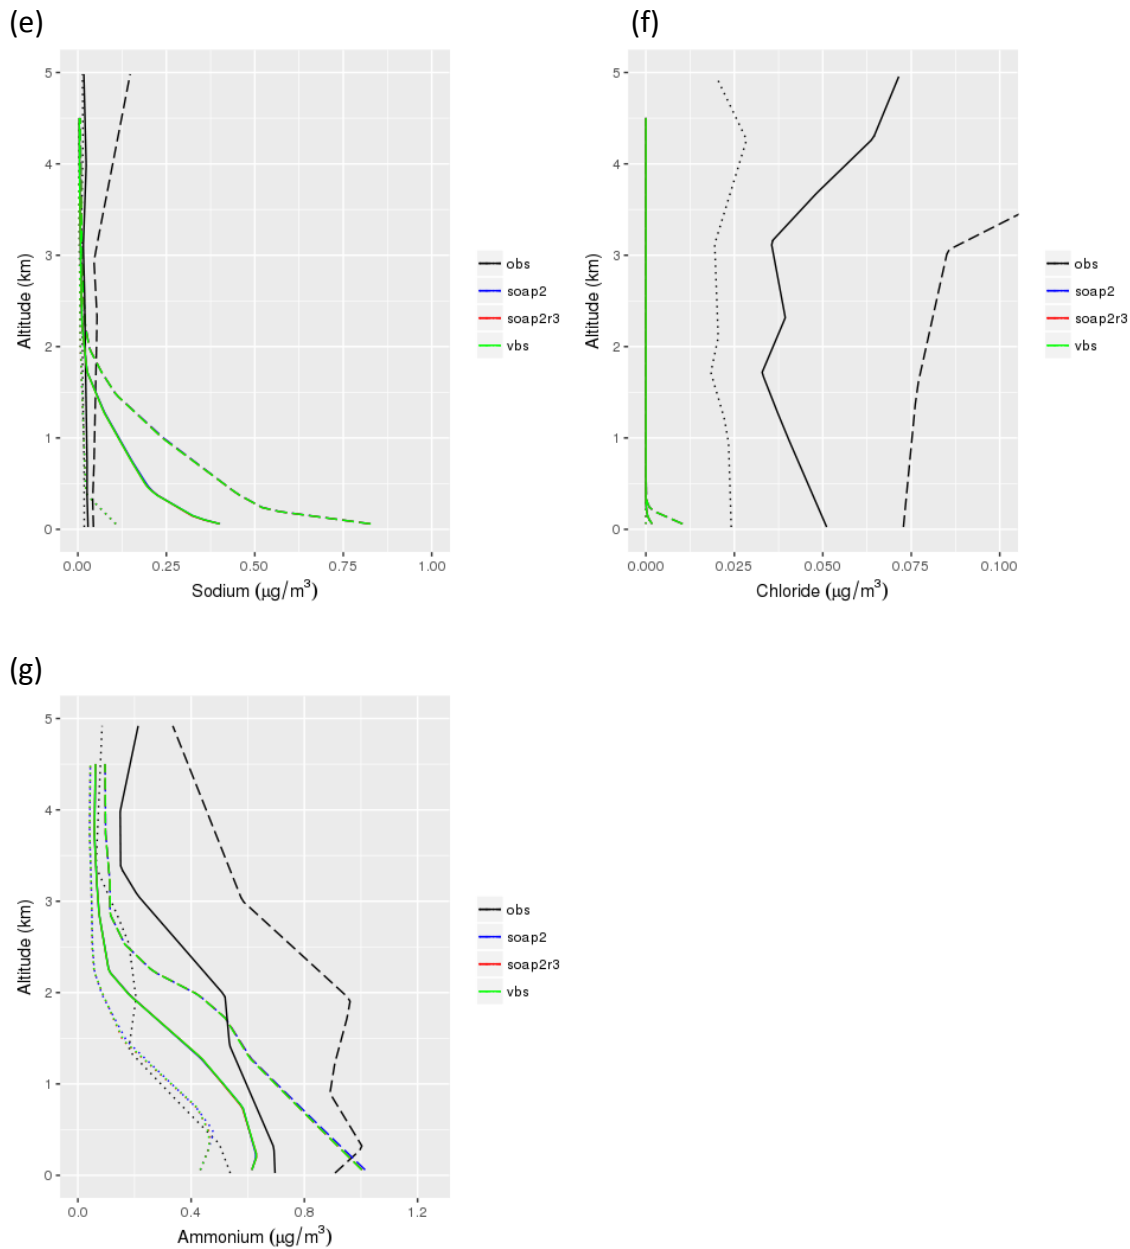 (e)
5
4
3
2
1
0
Altitude (km)
0.00 0.25 0.50 0.75 1.00
Sodium (μg/m³)
obs
soap2
soap2r3
vbs
(f)
5
4
3
2
1
0
Altitude (km)
0.000 0.025 0.050 0.075 0.100
Chloride (μg/m³)
obs
soap2
soap2r3
vbs
(g)
5
4
3
2
1
0
Altitude (km)
0.0 0.4 0.8 1.2
Ammonium (μg/m³)
obs
soap2
soap2r3
vbs